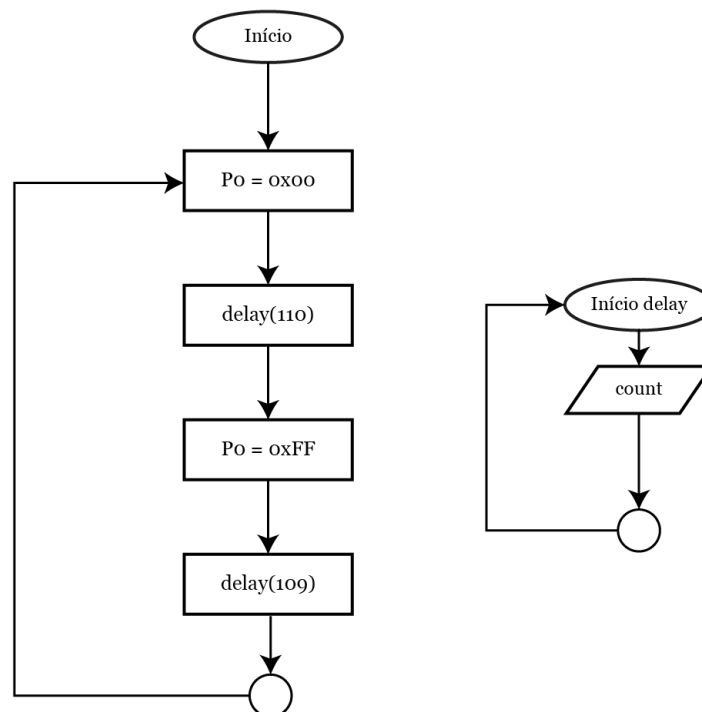 Início
P0 = 0x00
delay(110)
P0 = 0xFF
delay(109)
Início delay
count